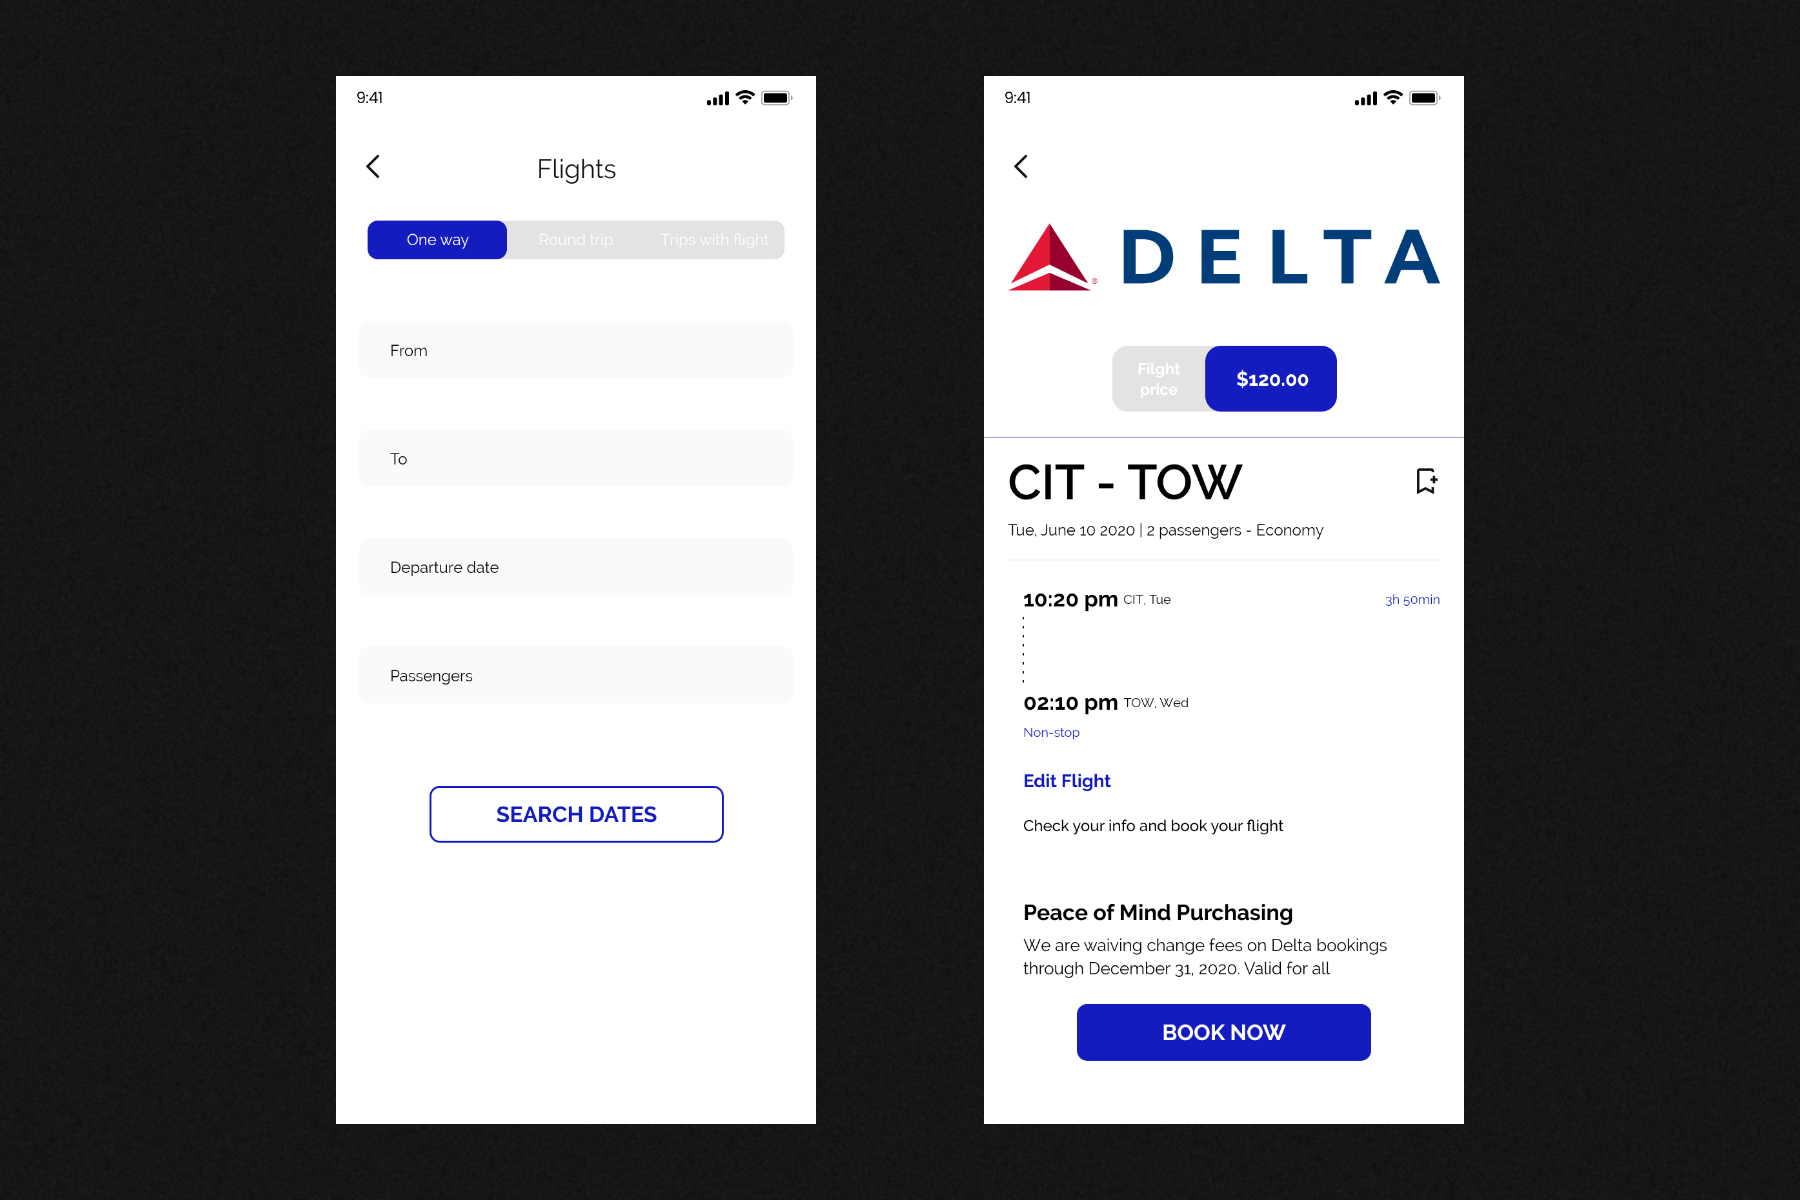 9:41
Flights
One way
Round trip
Trips with flight
From
To
Departure date
Passengers
SEARCH DATES
9:41
DELTA
®
Filght
price
$120.00
CIT - TOW
Tue, June 10 2020 | 2 passengers - Economy
10:20 pm CIT, Tue
3h 50min
02:10 pm TOW, Wed
Non-stop
Edit Flight
Check your info and book your flight
Peace of Mind Purchasing
We are waiving change fees on Delta bookings
through December 31, 2020. Valid for all
BOOK NOW